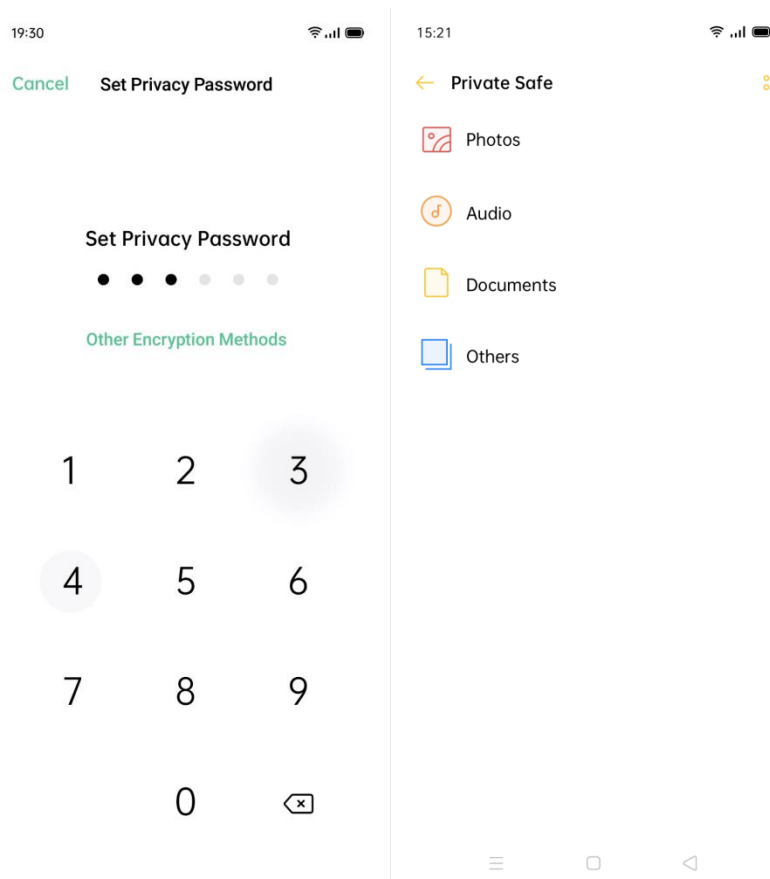 19:30
Cancel Set Privacy Password
Set Privacy Password
Other Encryption Methods
1 2 3
4 5 6
7 8 9
0
15:21
Private Safe
Photos
Audio
Documents
Others